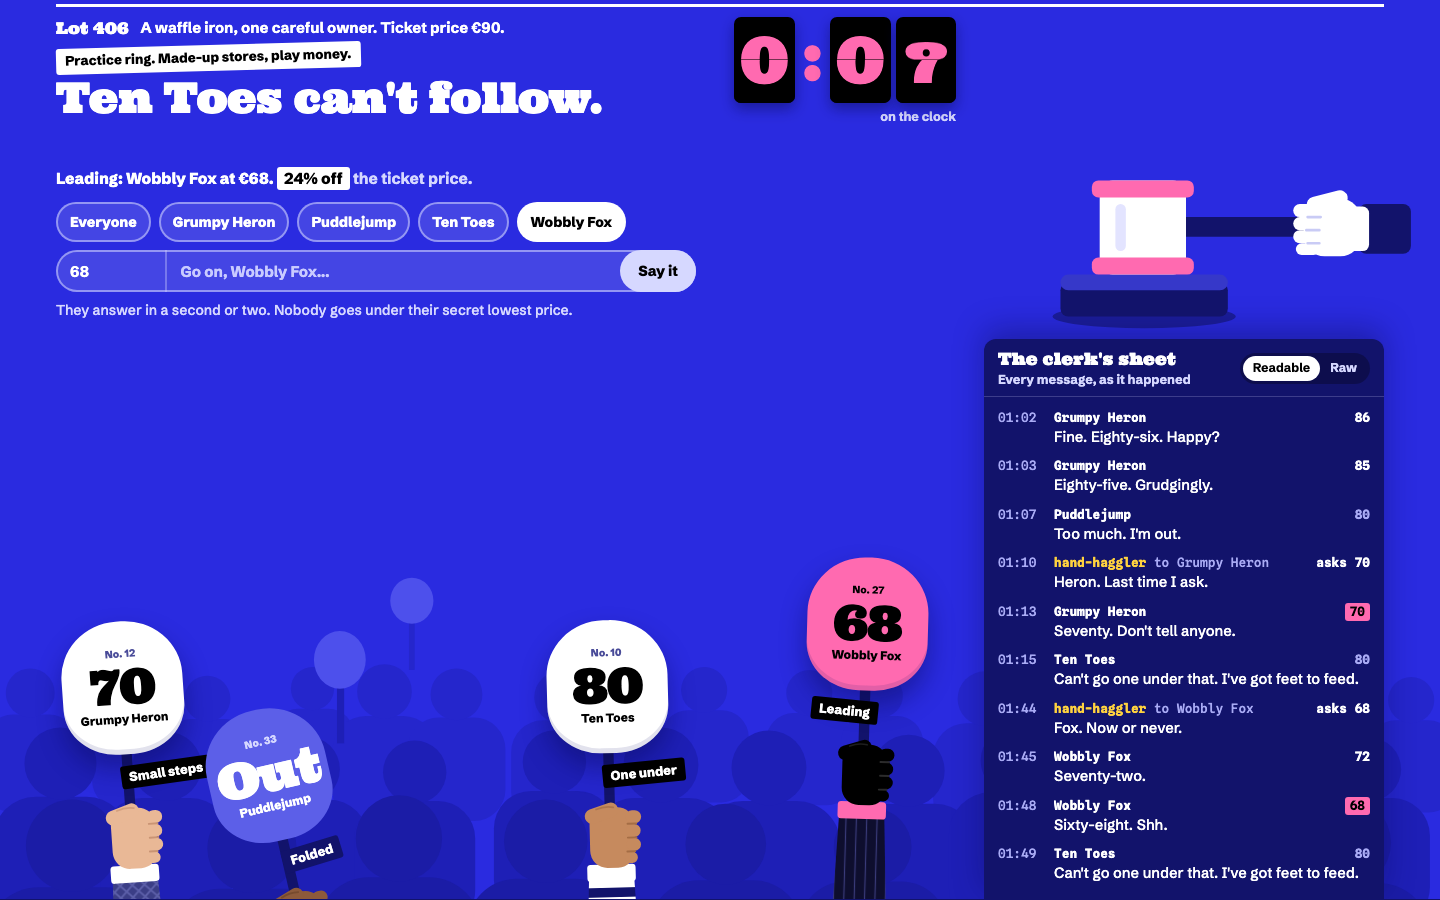 Lot 406 A waffle iron, one careful owner. Ticket price €90.
Practice ring. Made-up stores, play money.
Ten Toes can't follow.
0:07
on the clock
Leading: Wobbly Fox at €68. 24% off the ticket price.
Everyone Grumpy Heron Puddlejump Ten Toes Wobbly Fox
68 Go on, Wobbly Fox... Say it
They answer in a second or two. Nobody goes under their secret lowest price.
The clerk's sheet
Every message, as it happened
Readable Raw
01:02 Grumpy Heron 86
Fine. Eighty-six. Happy?
01:03 Grumpy Heron 85
Eighty-five. Grudgingly.
01:07 Puddlejump 80
Too much. I'm out.
01:10 hand-haggler to Grumpy Heron asks 70
Heron. Last time I ask.
01:13 Grumpy Heron 70
Seventy. Don't tell anyone.
01:15 Ten Toes 80
Can't go one under that. I've got feet to feed.
01:44 hand-haggler to Wobbly Fox asks 68
Fox. Now or never.
01:45 Wobbly Fox 72
Seventy-two.
01:48 Wobbly Fox 68
Sixty-eight. Shh.
01:49 Ten Toes 80
Can't go one under that. I've got feet to feed.
No. 12
70
Grumpy Heron
Small steps
No. 33
Out
Puddlejump
Folded
No. 10
80
Ten Toes
One under
No. 27
68
Wobbly Fox
Leading